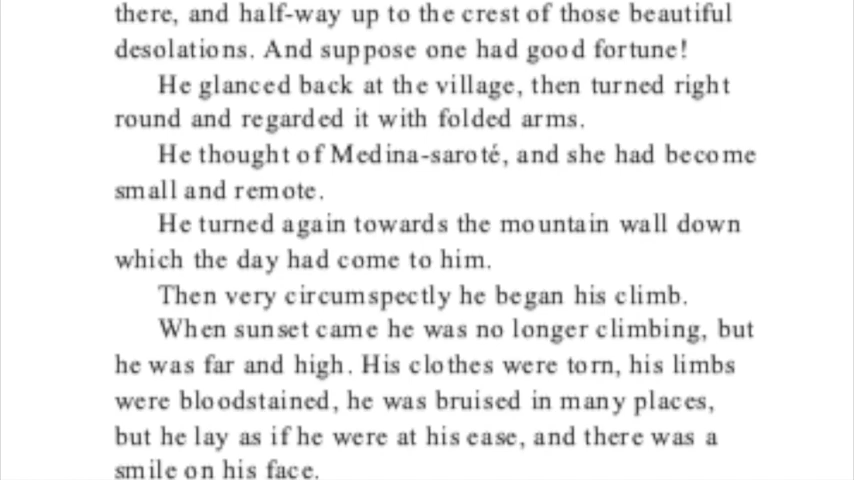 there, and half-way up to the crest of those beautiful
desolations. And suppose one had good fortune!
He glanced back at the village, then turned right
round and regarded it with folded arms.
He thought of Medina-saroté, and she had become
small and remote.
He turned again towards the mountain wall down
which the day had come to him.
Then very circumspectly he began his climb.
When sunset came he was no longer climbing, but
he was far and high. His clothes were torn, his limbs
were bloodstained, he was bruised in many places,
but he lay as if he were at his ease, and there was a
smile on his face.